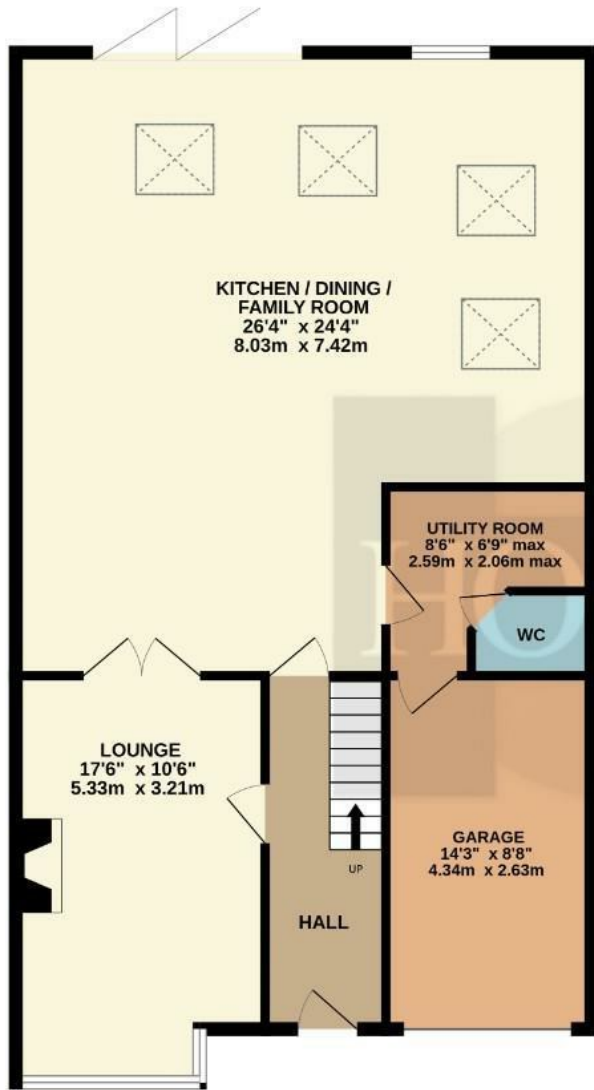 KITCHEN / DINING /
FAMILY ROOM
26'4" x 24'4"
8.03m x 7.42m
UTILITY ROOM
8'6" x 6'9" max
2.59m x 2.06m max
HO
WC
LOUNGE
17'6" x 10'6"
5.33m x 3.21m
GARAGE
14'3" x 8'8"
4.34m x 2.63m
UP
HALL